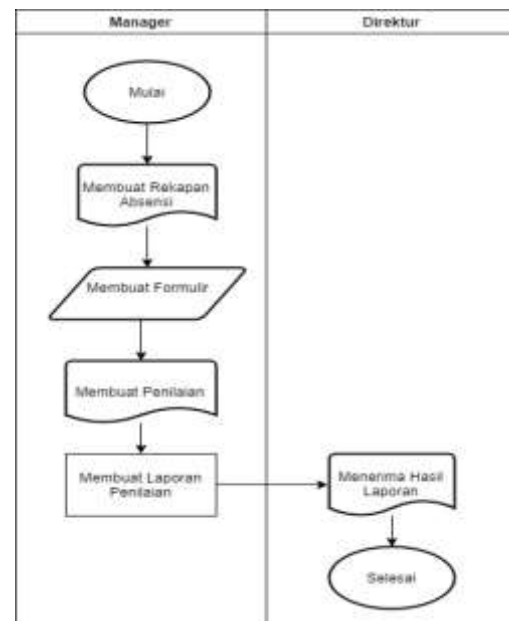 Manager
Direktur
Mulai
Membuat Rekapan
Absensi
Membuat Formulir
Membuat Penilaian
Membuat Laporan
Penilaian
Menerima Hasil
Laporan
Selesai